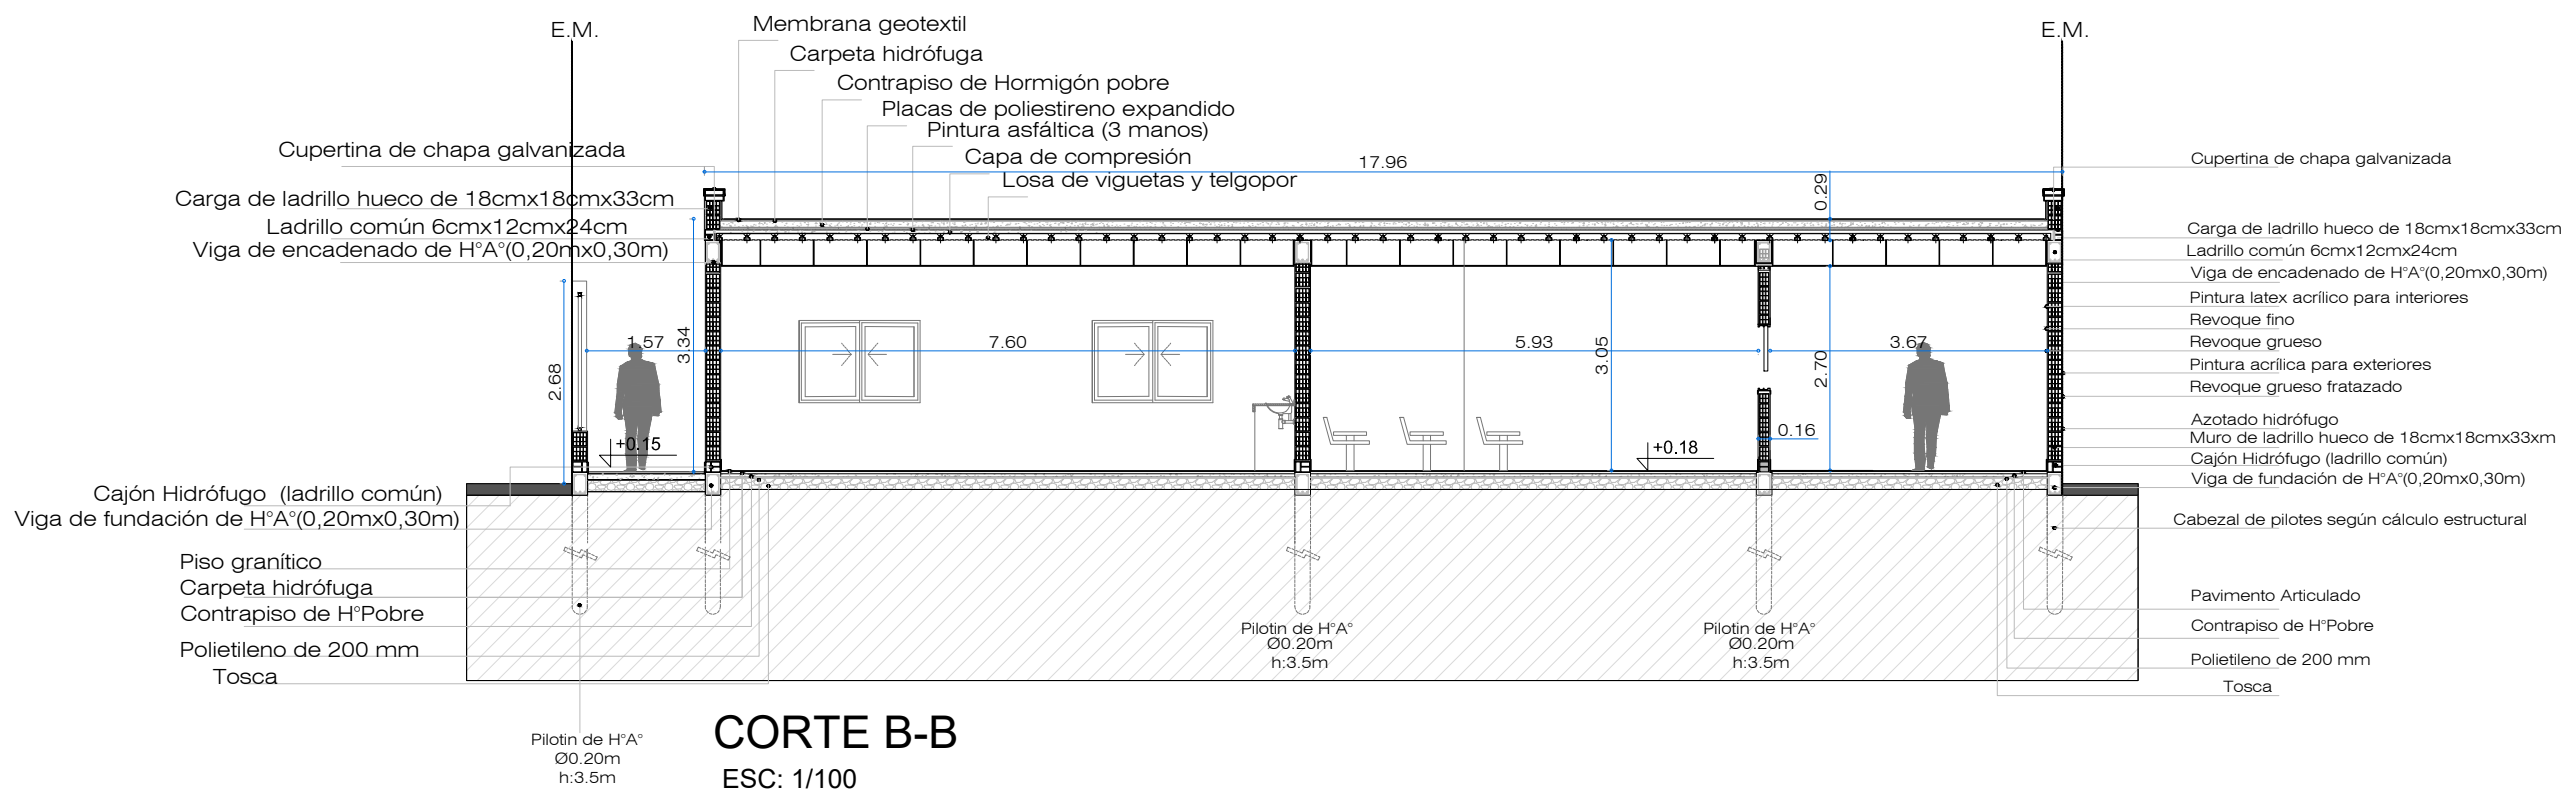 E.M.
E.M.
Membrana geotextil
Carpeta hidrófuga
Contrapiso de Hormigón pobre
Placas de poliestireno expandido
Pintura asfáltica (3 manos)
Capa de compresión
Losa de viguetas y telgopor
17.96
0.29
Cupertina de chapa galvanizada
Carga de ladrillo hueco de 18cmx18cmx33cm
Ladrillo común 6cmx12cmx24cm
Viga de encadenado de H°A°(0,20mx0,30m)
2.68
1.57
3.34
7.60
5.93
3.05
2.70
3.67
0.16
+0.15
+0.18
Cajón Hidrófugo (ladrillo común)
Viga de fundación de H°A°(0,20mx0,30m)
Piso granítico
Carpeta hidrófuga
Contrapiso de H°Pobre
Polietileno de 200 mm
Tosca
Cupertina de chapa galvanizada
Carga de ladrillo hueco de 18cmx18cmx33cm
Ladrillo común 6cmx12cmx24cm
Viga de encadenado de H°A°(0,20mx0,30m)
Pintura latex acrílico para interiores
Revoque fino
Revoque grueso
Pintura acrílica para exteriores
Revoque grueso fratazado
Azotado hidrófugo
Muro de ladrillo hueco de 18cmx18cmx33xm
Cajón Hidrófugo (ladrillo común)
Viga de fundación de H°A°(0,20mx0,30m)
Cabezal de pilotes según cálculo estructural
Pavimento Articulado
Contrapiso de H°Pobre
Polietileno de 200 mm
Tosca
Pilotin de H°A°
Ø0.20m
h:3.5m
Pilotin de H°A°
Ø0.20m
h:3.5m
Pilotin de H°A°
Ø0.20m
h:3.5m
CORTE B-B
ESC: 1/100